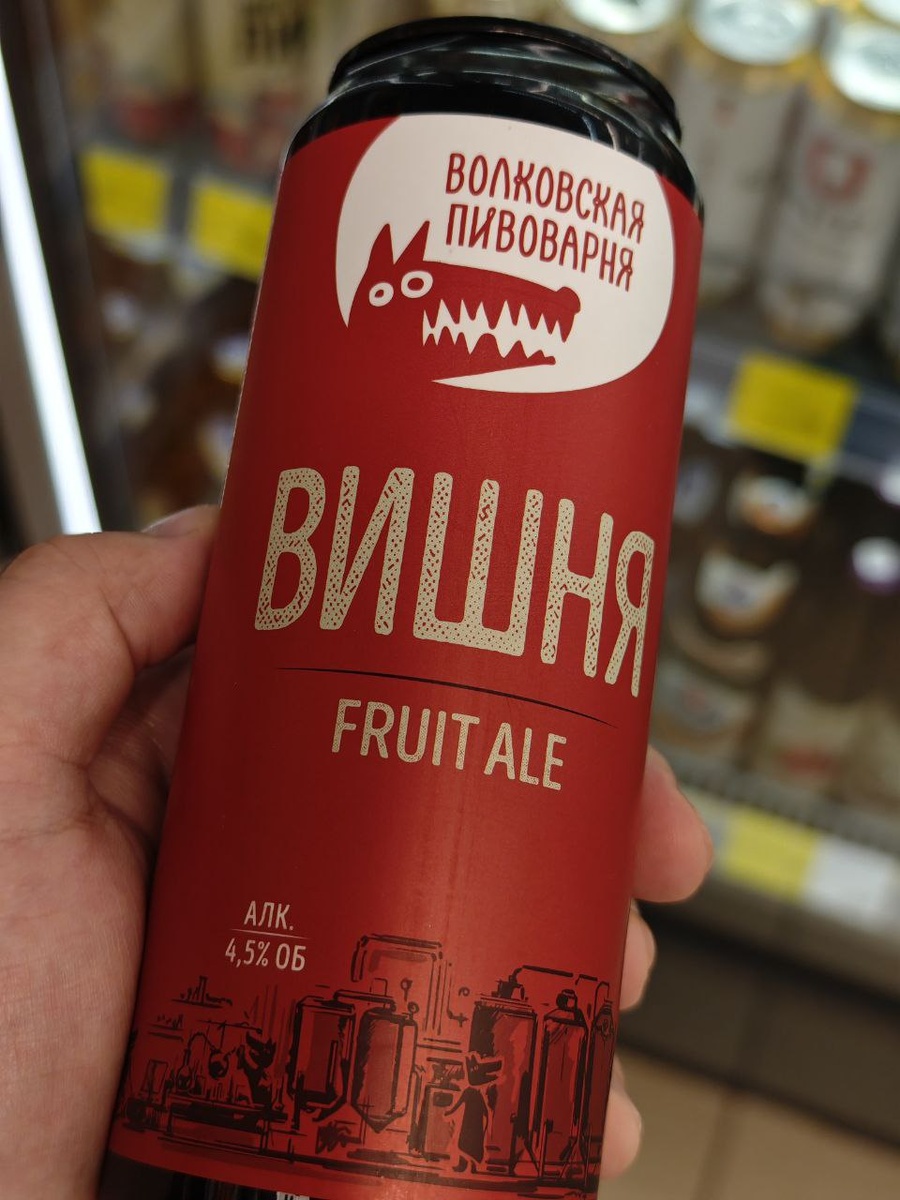 ВОЛКОВСКАЯ
ПИВОВАРНЯ
ВИШНЯ
FRUIT ALE
АЛК.
4,5% ОБ